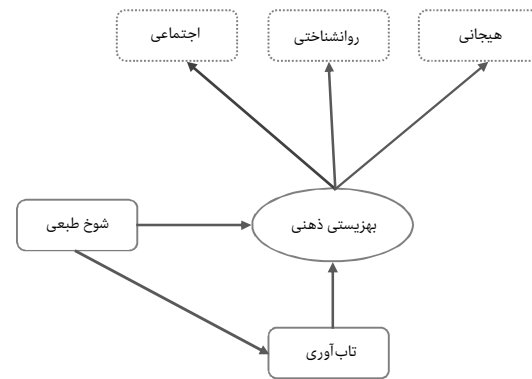 هیجانی
روانشناختی
اجتماعی
بهزیستی ذهنی
شوخ طبعی
تاب‌آوری